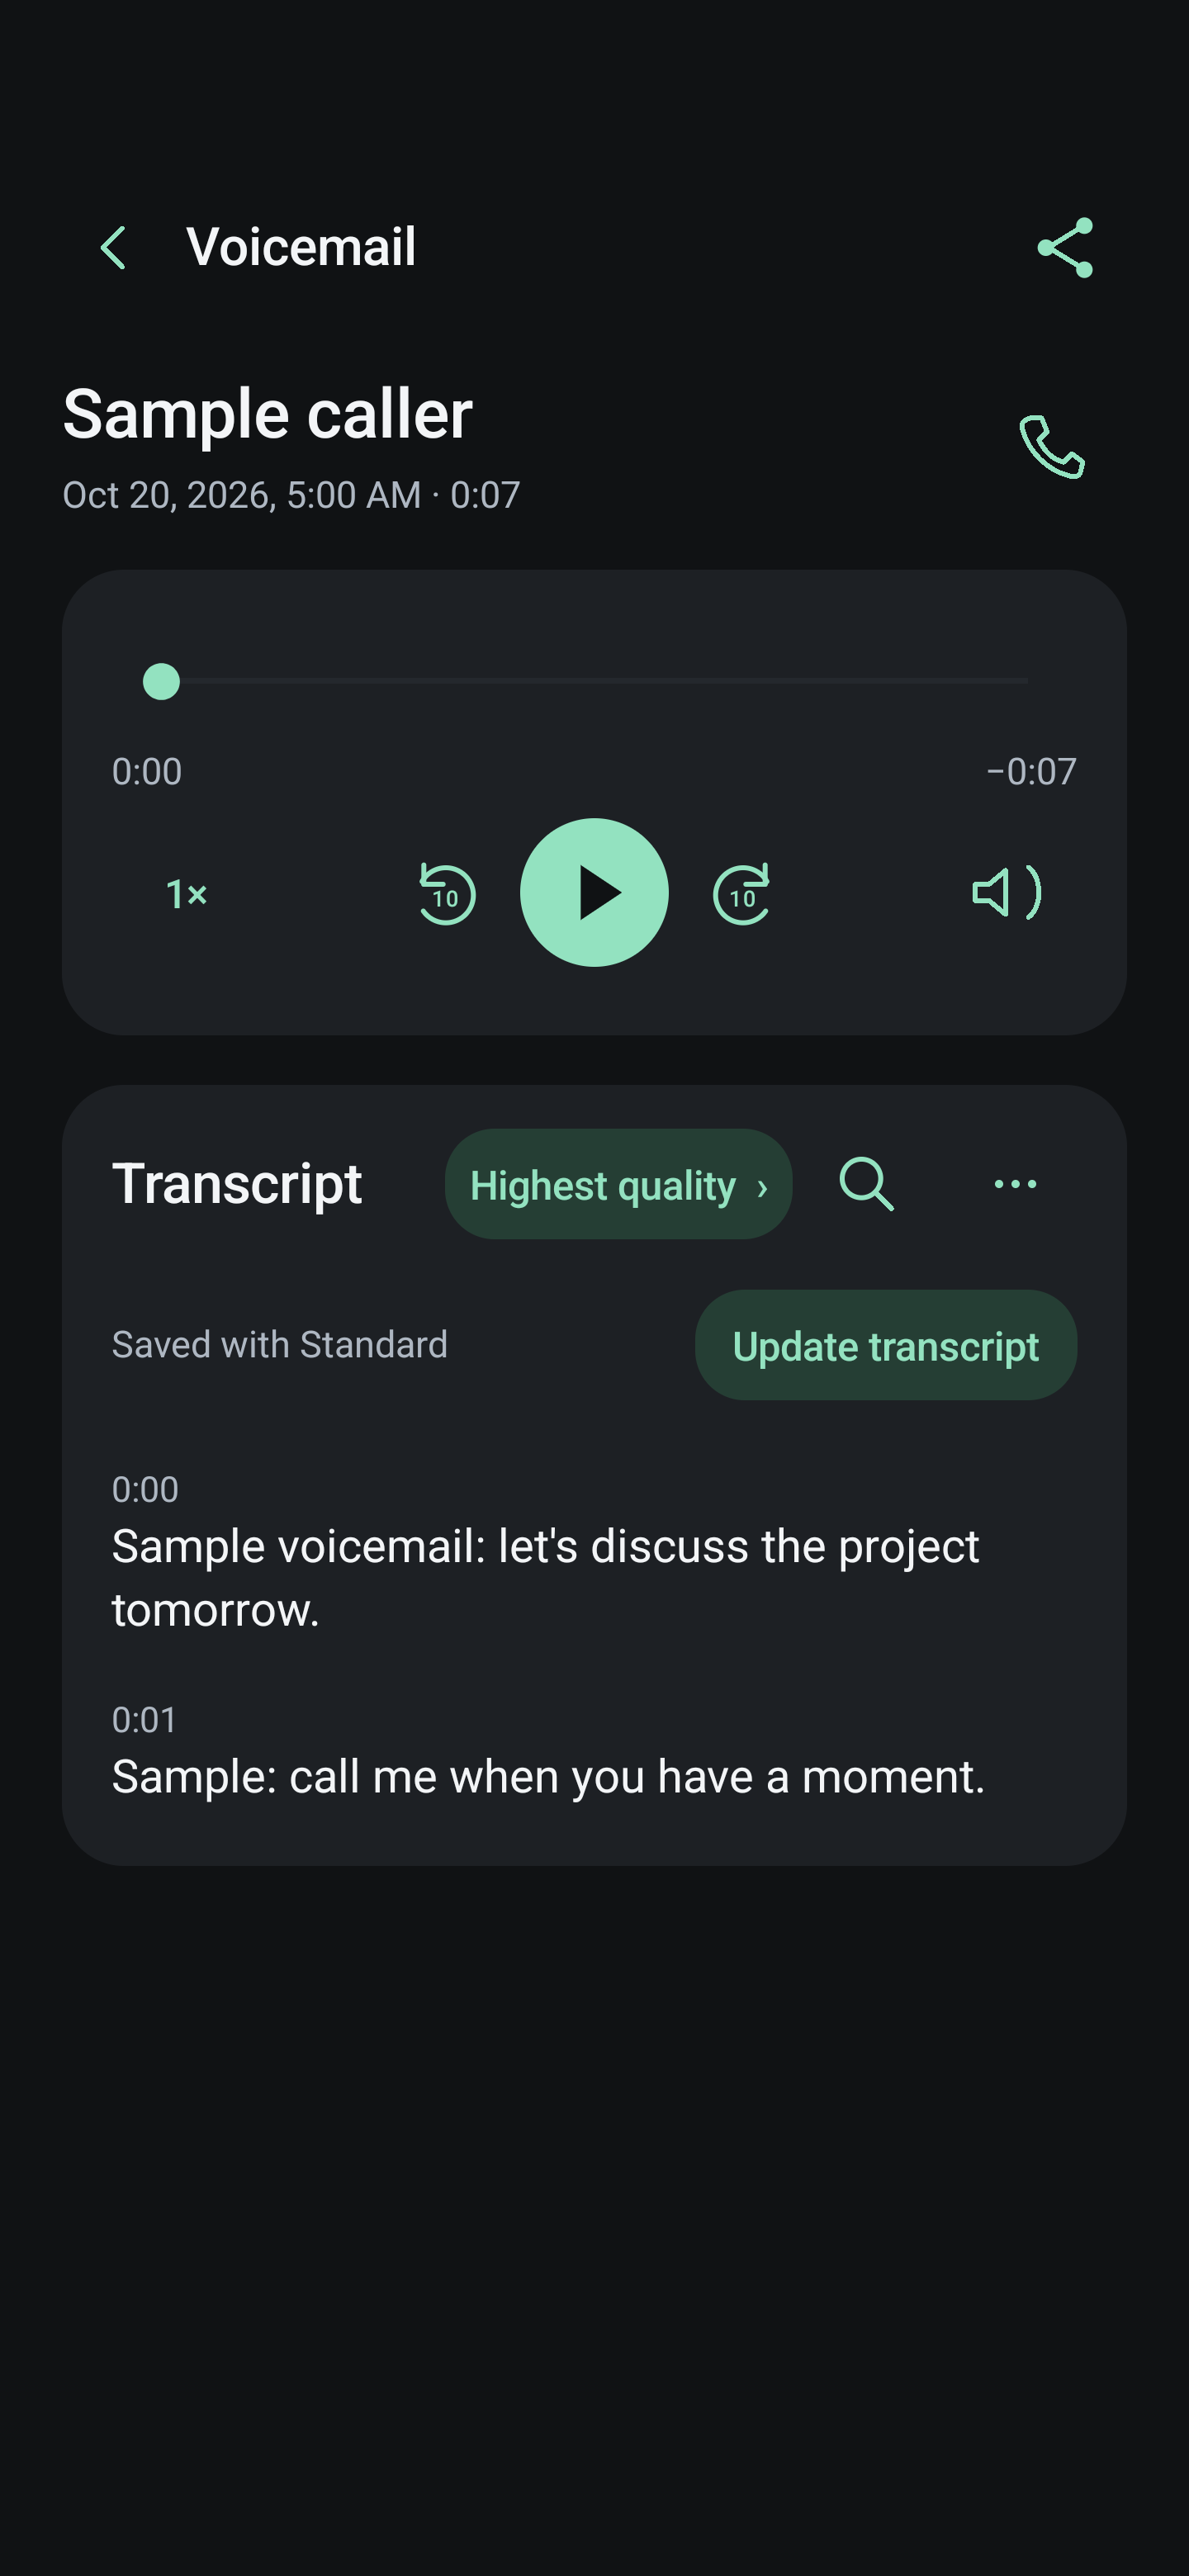 Voicemail
Sample caller
Oct 20, 2026, 5:00 AM · 0:07
0:00
−0:07
1×
10
10
Transcript
Highest quality ›
Saved with Standard
Update transcript
0:00
Sample voicemail: let's discuss the project
tomorrow.
0:01
Sample: call me when you have a moment.